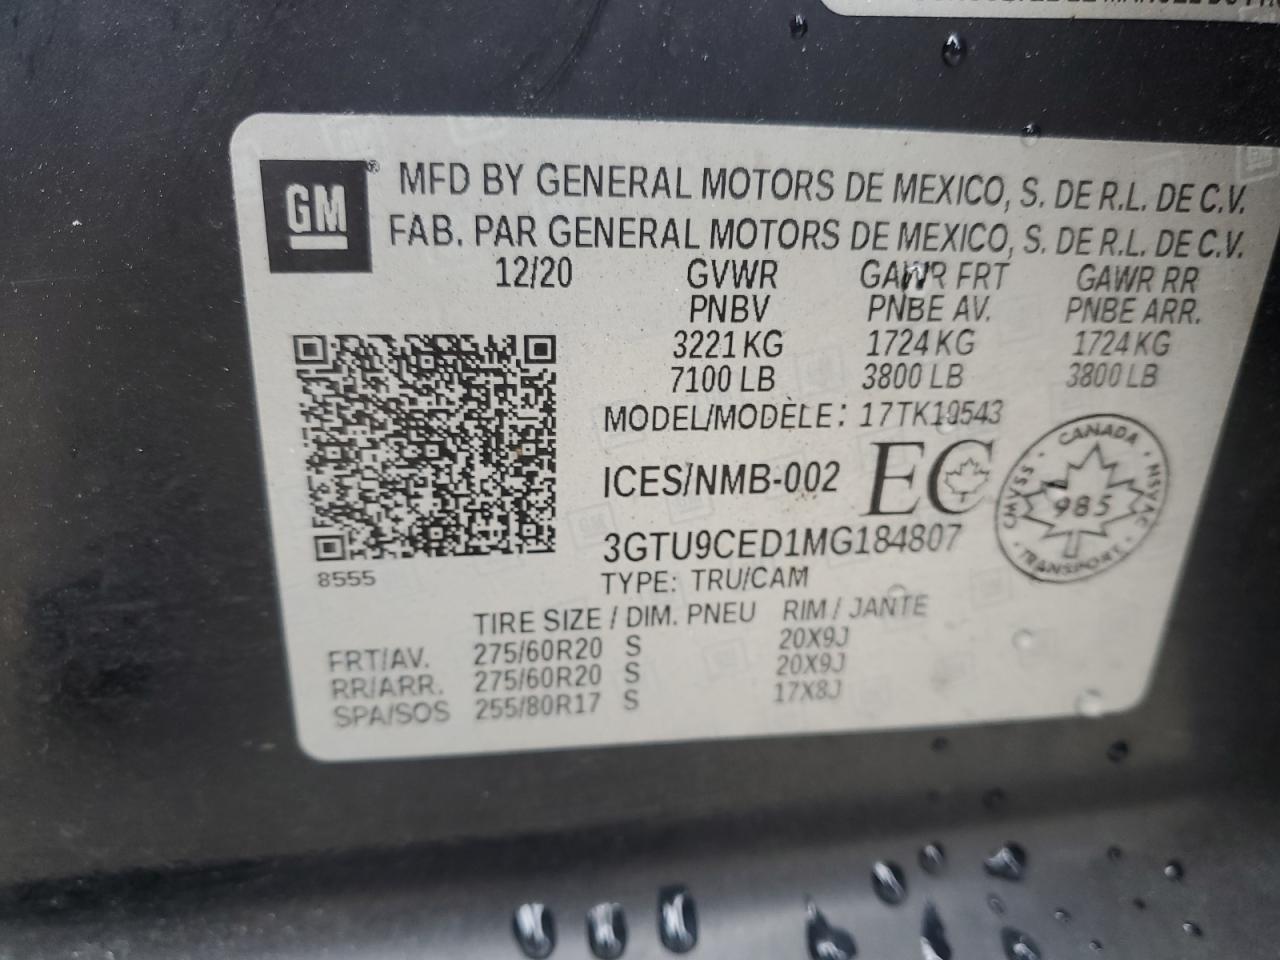 GM ® MFD BY GENERAL MOTORS DE MEXICO, S. DE R.L. DE C.V.
FAB. PAR GENERAL MOTORS DE MEXICO, S. DE R.L. DE C.V.
12/20 GVWR GAWR FRT GAWR RR
PNBV PNBE AV. PNBE ARR.
3221 KG 1724 KG 1724 KG
7100 LB 3800 LB 3800 LB
MODEL/MODÈLE: 17TK10543
ICES/NMB-002 EC
CANADA CMVSS NSVAC 985 TRANSPORT
3GTU9CED1MG184807
8555 TYPE: TRU/CAM
TIRE SIZE / DIM. PNEU RIM / JANTE
FRT/AV. 275/60R20 S 20X9J
RR/ARR. 275/60R20 S 20X9J
SPA/SOS 255/80R17 S 17X8J